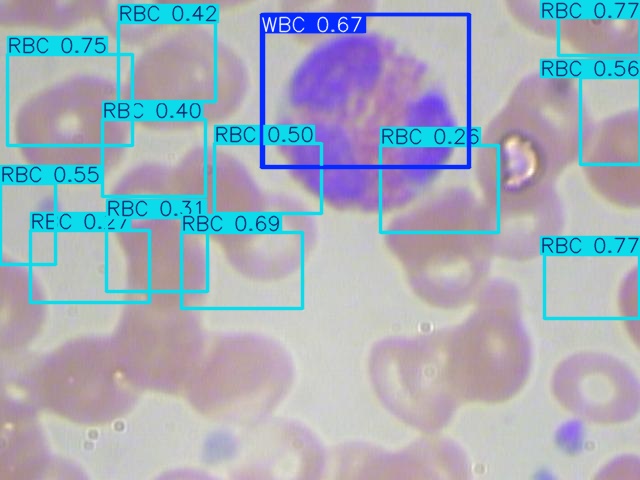 RBC 0.42
RBC 0.77
WBC 0.67
RBC 0.75
RBC 0.56
RBC 0.40
RBC 0.50
RBC 0.26
RBC 0.55
RBC 0.31
RBC 0.27
RBC 0.69
RBC 0.77